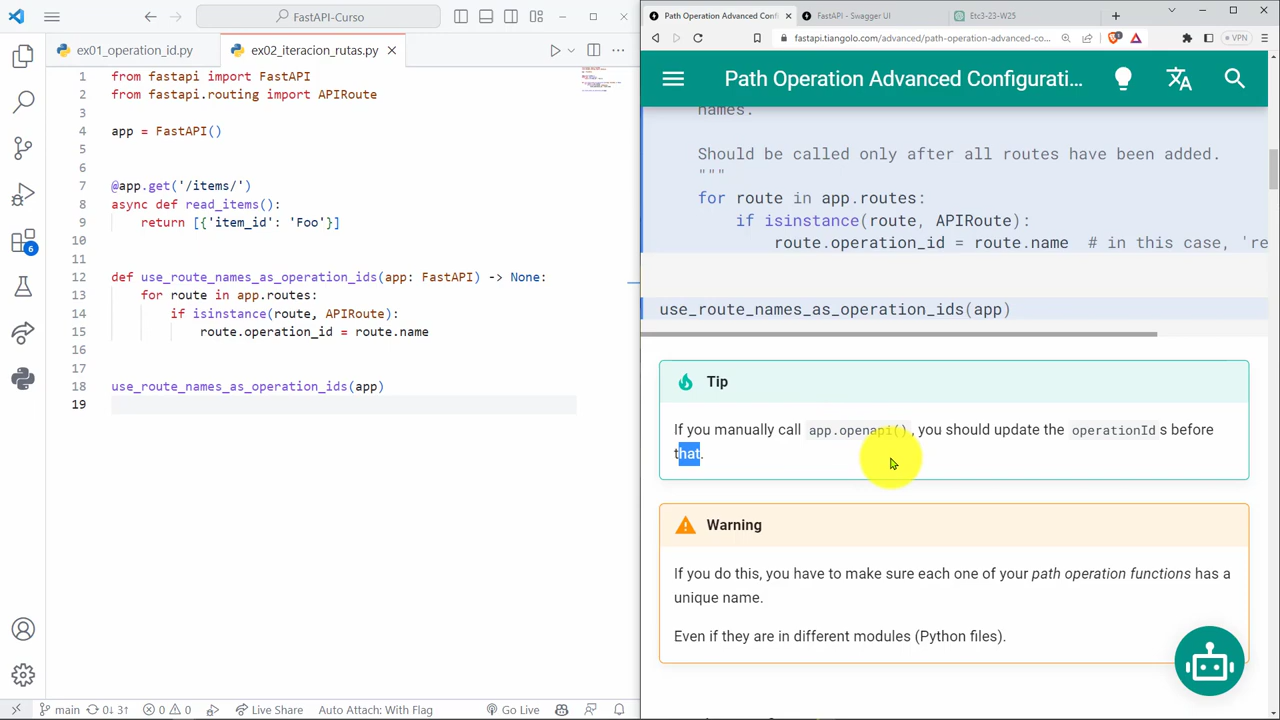 FastAPI-Curso
ex01_operation_id.py
ex02_iteracion_rutas.py
1 from fastapi import FastAPI
2 from fastapi.routing import APIRoute
3
4 app = FastAPI()
5
6
7 @app.get('/items/')
8 async def read_items():
9 return [{'item_id': 'Foo'}]
10
11
12 def use_route_names_as_operation_ids(app: FastAPI) -> None:
13 for route in app.routes:
14 if isinstance(route, APIRoute):
15 route.operation_id = route.name
16
17
18 use_route_names_as_operation_ids(app)
19
6
main 0↓ 3↑ 0 0 Live Share Auto Attach: With Flag Go Live
Path Operation Advanced Conf
FastAPI - Swagger UI
Etc3-23-W25
fastapi.tiangolo.com/advanced/path-operation-advanced-co...
VPN
Path Operation Advanced Configurati...
names.
Should be called only after all routes have been added.
"""
for route in app.routes:
if isinstance(route, APIRoute):
route.operation_id = route.name # in this case, 're
use_route_names_as_operation_ids(app)
Tip
If you manually call app.openapi(), you should update the operationIds before
that.
Warning
If you do this, you have to make sure each one of your path operation functions has a
unique name.
Even if they are in different modules (Python files).